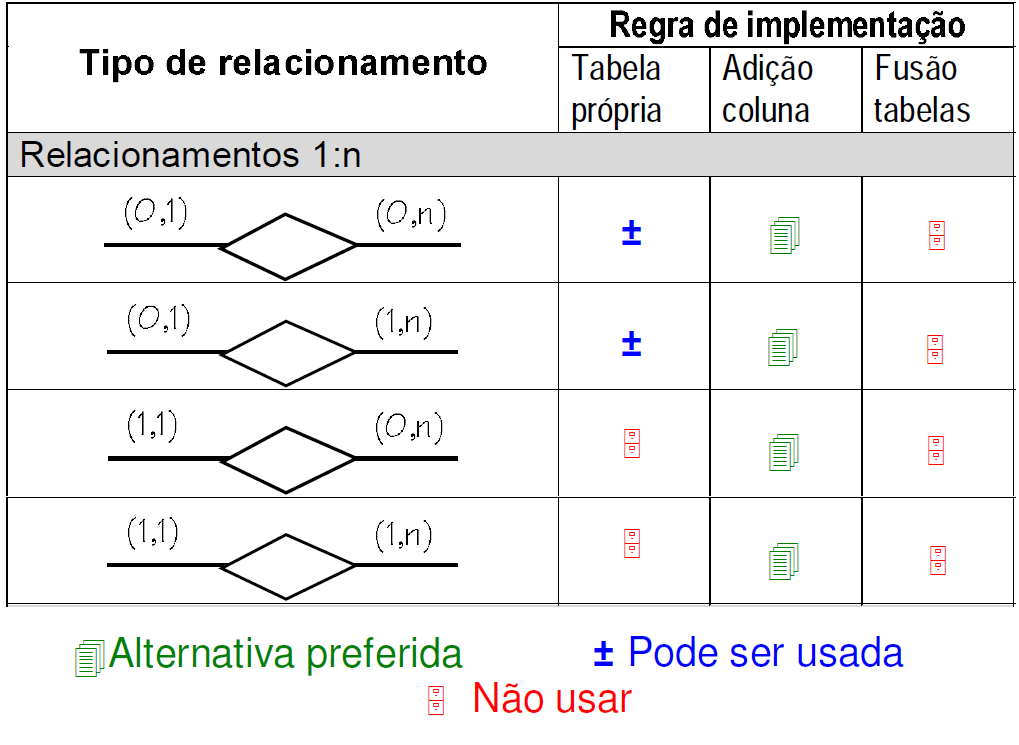 Tipo de relacionamento
Regra de implementação
Tabela própria
Adição coluna
Fusão tabelas
Relacionamentos 1:n
(0,1) (0,n) ±
(0,1) (1,n) ±
(1,1) (0,n)
(1,1) (1,n)
Alternativa preferida
± Pode ser usada
Não usar